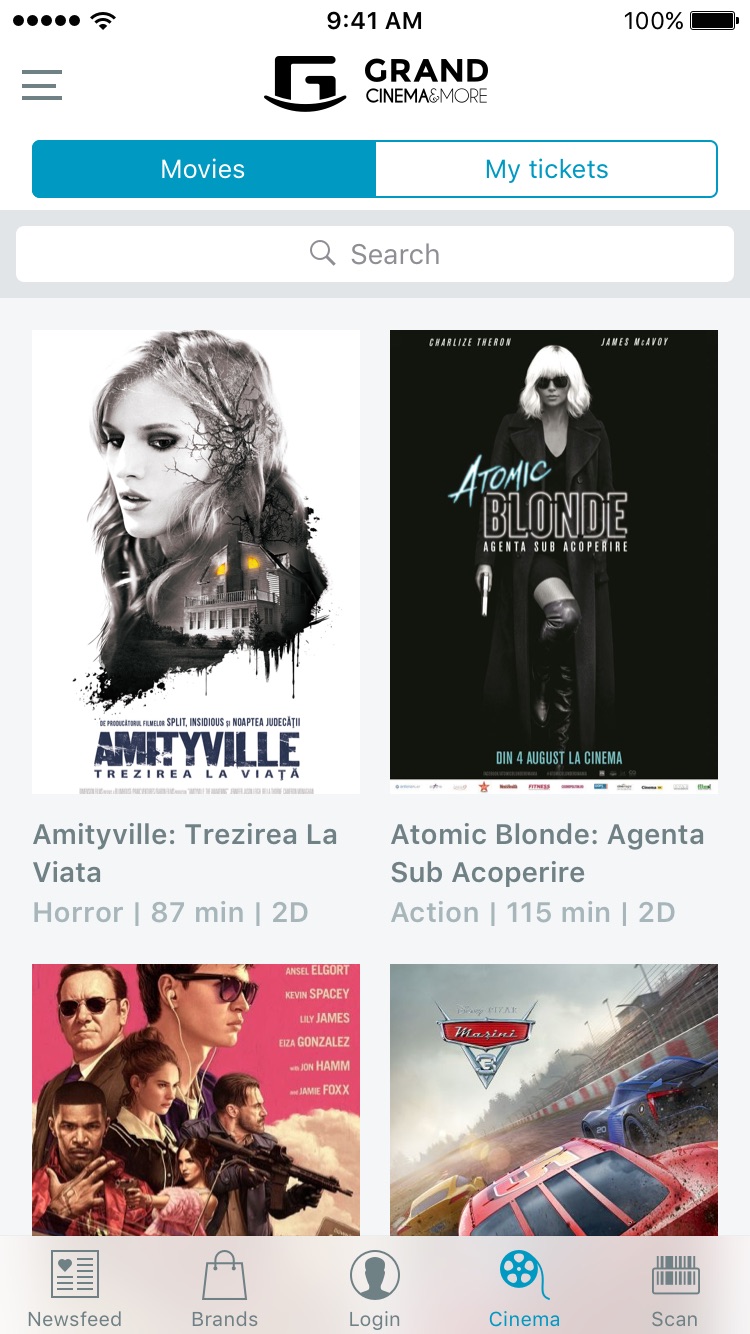 9:41 AM
100%
GRAND
CINEMA&MORE
Movies
My tickets
Search
CHARLIZE THERON
JAMES McAVOY
ATOMIC
BLONDE
AGENTA SUB ACOPERIRE
DE PRODUCĂTORUL FILMELOR SPLIT, INSIDIOUS ȘI NOAPTEA JUDECĂȚII
AMITYVILLE
TREZIREA LA VIAȚĂ
DIN 4 AUGUST LA CINEMA
Amityville: Trezirea La
Viata
Horror | 87 min | 2D
Atomic Blonde: Agenta
Sub Acoperire
Action | 115 min | 2D
ANSEL ELGORT
KEVIN SPACEY
LILY JAMES
EIZA GONZALEZ
with JON HAMM
and JAMIE FOXX
Disney PIXAR
Masini
3
20
Newsfeed
Brands
Login
Cinema
Scan